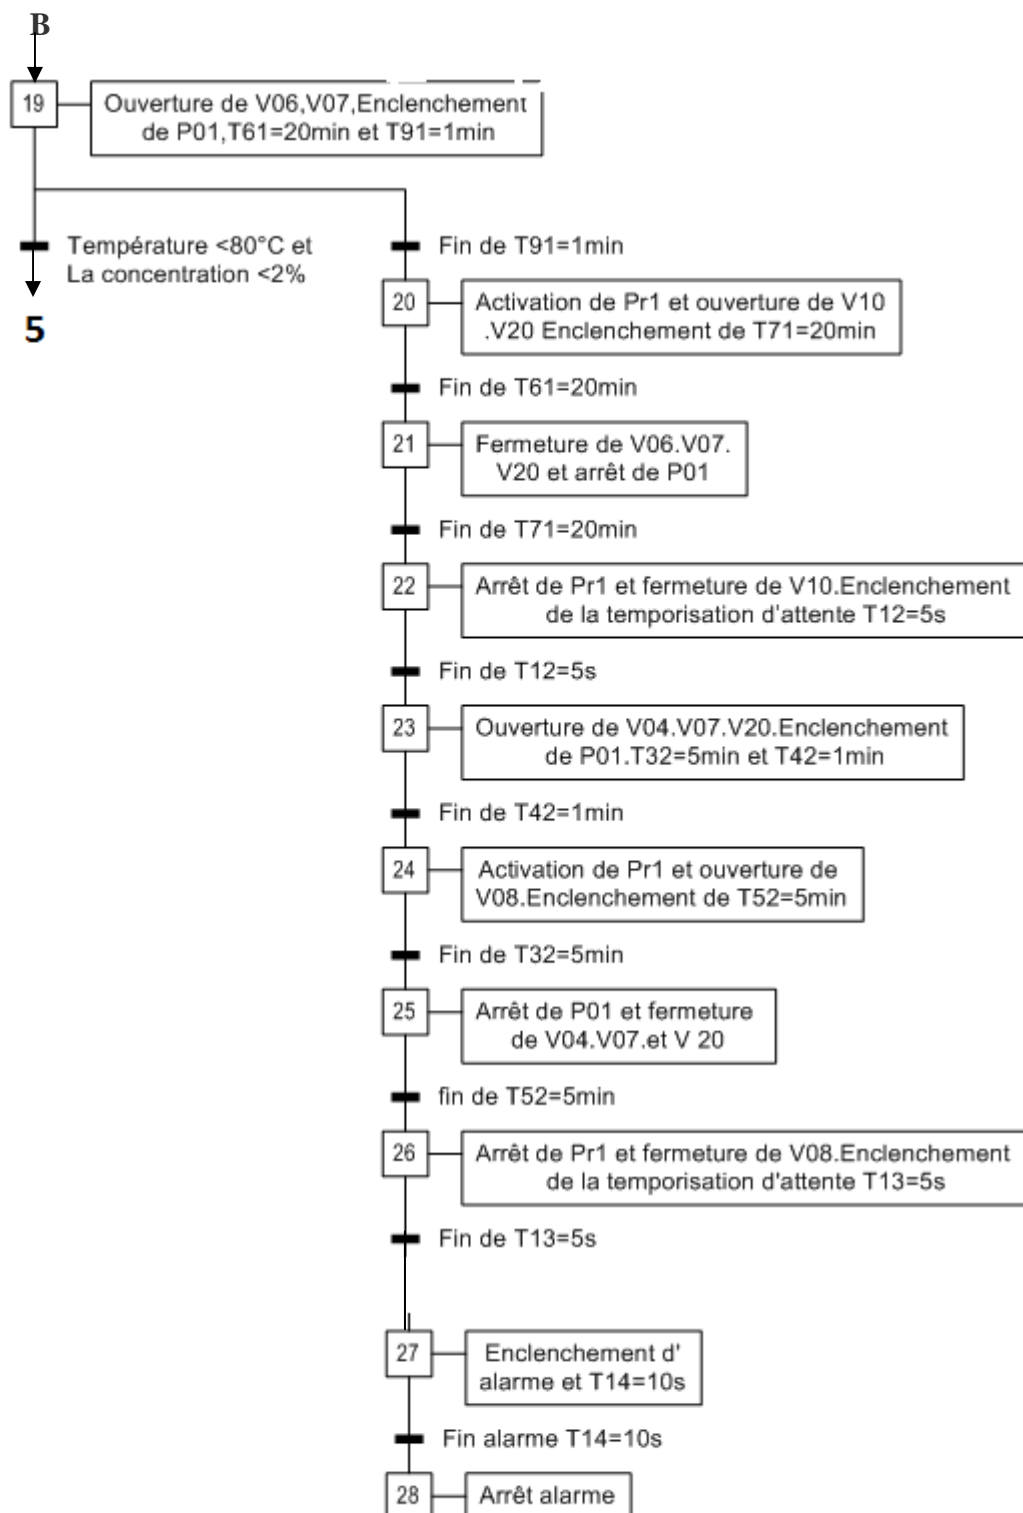 B
19
Ouverture de V06,V07,Enclenchement
de P01,T61=20min et T91=1min
Température <80°C et
La concentration <2%
5
Fin de T91=1min
20
Activation de Pr1 et ouverture de V10
.V20 Enclenchement de T71=20min
Fin de T61=20min
21
Fermeture de V06.V07.
V20 et arrêt de P01
Fin de T71=20min
22
Arrêt de Pr1 et fermeture de V10.Enclenchement
de la temporisation d'attente T12=5s
Fin de T12=5s
23
Ouverture de V04.V07.V20.Enclenchement
de P01.T32=5min et T42=1min
Fin de T42=1min
24
Activation de Pr1 et ouverture de
V08.Enclenchement de T52=5min
Fin de T32=5min
25
Arrêt de P01 et fermeture
de V04.V07.et V 20
fin de T52=5min
26
Arrêt de Pr1 et fermeture de V08.Enclenchement
de la temporisation d'attente T13=5s
Fin de T13=5s
27
Enclenchement d'
alarme et T14=10s
Fin alarme T14=10s
28
Arrêt alarme